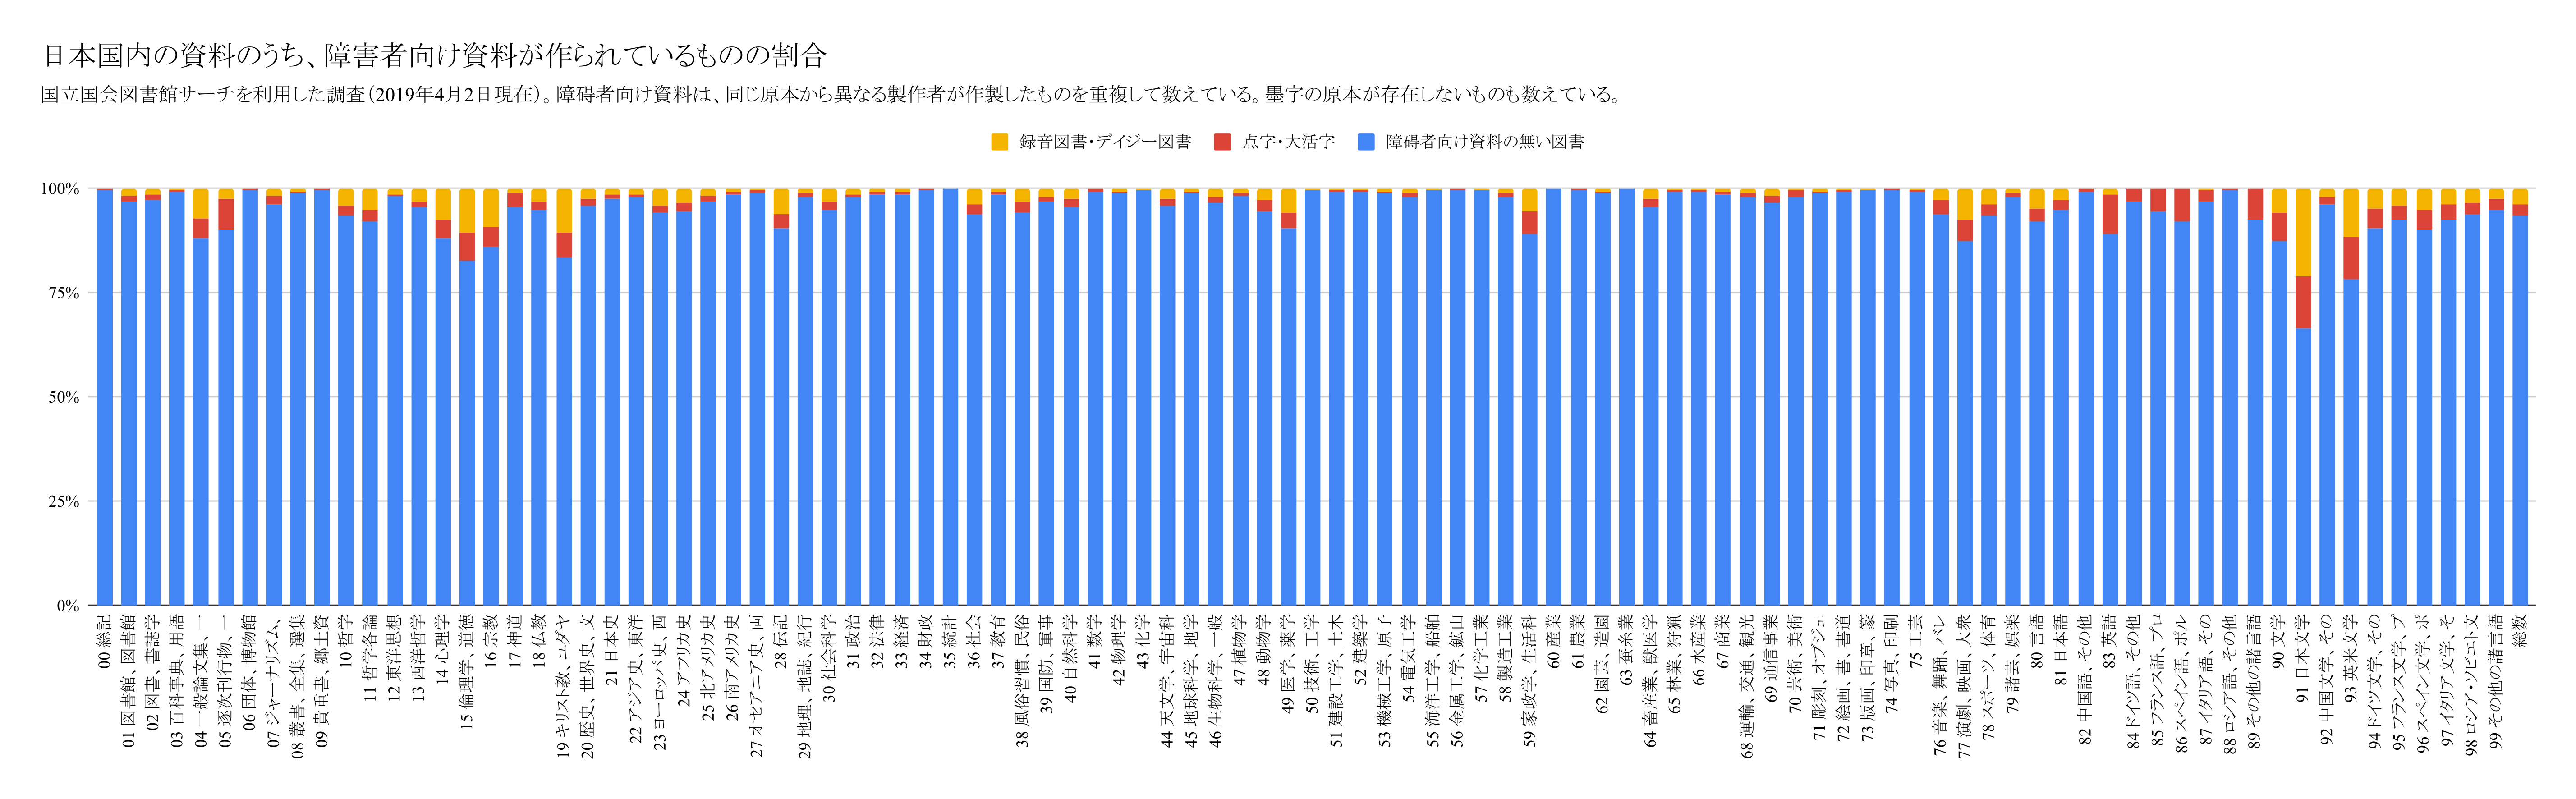 日本国内の資料のうち、障害者向け資料が作られているものの割合
国立国会図書館サーチを利用した調査（2019年4月2日現在）。障碍者向け資料は、同じ原本から異なる製作者が作製したものを重複して数えている。墨字の原本が存在しないものも数えている。
録音図書・デイジー図書
点字・大活字
障碍者向け資料の無い図書
100%
75%
50%
25%
0%
00 総記
01 図書館、図書館
02 図書、書誌学
03 百科事典、用語
04 一般論文集、一
05 逐次刊行物、一
06 団体、博物館
07 ジャーナリズム、
08 叢書、全集、選集
09 貴重書、郷土資
10 哲学
11 哲学各論
12 東洋思想
13 西洋哲学
14 心理学
15 倫理学、道徳
16 宗教
17 神道
18 仏教
19 キリスト教、ユダヤ
20 歴史、世界史、文
21 日本史
22 アジア史、東洋
23 ヨーロッパ史、西
24 アフリカ史
25 北アメリカ史
26 南アメリカ史
27 オセアニア史、両
28 伝記
29 地理、地誌、紀行
30 社会科学
31 政治
32 法律
33 経済
34 財政
35 統計
36 社会
37 教育
38 風俗習慣、民俗
39 国防、軍事
40 自然科学
41 数学
42 物理学
43 化学
44 天文学、宇宙科
45 地球科学、地学
46 生物科学、一般
47 植物学
48 動物学
49 医学、薬学
50 技術、工学
51 建設工学、土木
52 建築学
53 機械工学、原子
54 電気工学
55 海洋工学、船舶
56 金属工学、鉱山
57 化学工業
58 製造工業
59 家政学、生活科
60 産業
61 農業
62 園芸、造園
63 蚕糸業
64 畜産業、獣医学
65 林業、狩猟
66 水産業
67 商業
68 運輸、交通、観光
69 通信事業
70 芸術、美術
71 彫刻、オブジェ
72 絵画、書、書道
73 版画、印章、篆
74 写真、印刷
75 工芸
76 音楽、舞踊、バレ
77 演劇、映画、大衆
78 スポーツ、体育
79 諸芸、娯楽
80 言語
81 日本語
82 中国語、その他
83 英語
84 ドイツ語、その他
85 フランス語、プロ
86 スペイン語、ポル
87 イタリア語、その
88 ロシア語、その他
89 その他の諸言語
90 文学
91 日本文学
92 中国文学、その
93 英米文学
94 ドイツ文学、その
95 フランス文学、プ
96 スペイン文学、ポ
97 イタリア文学、そ
98 ロシア・ソビエト文
99 その他の諸言語
総数